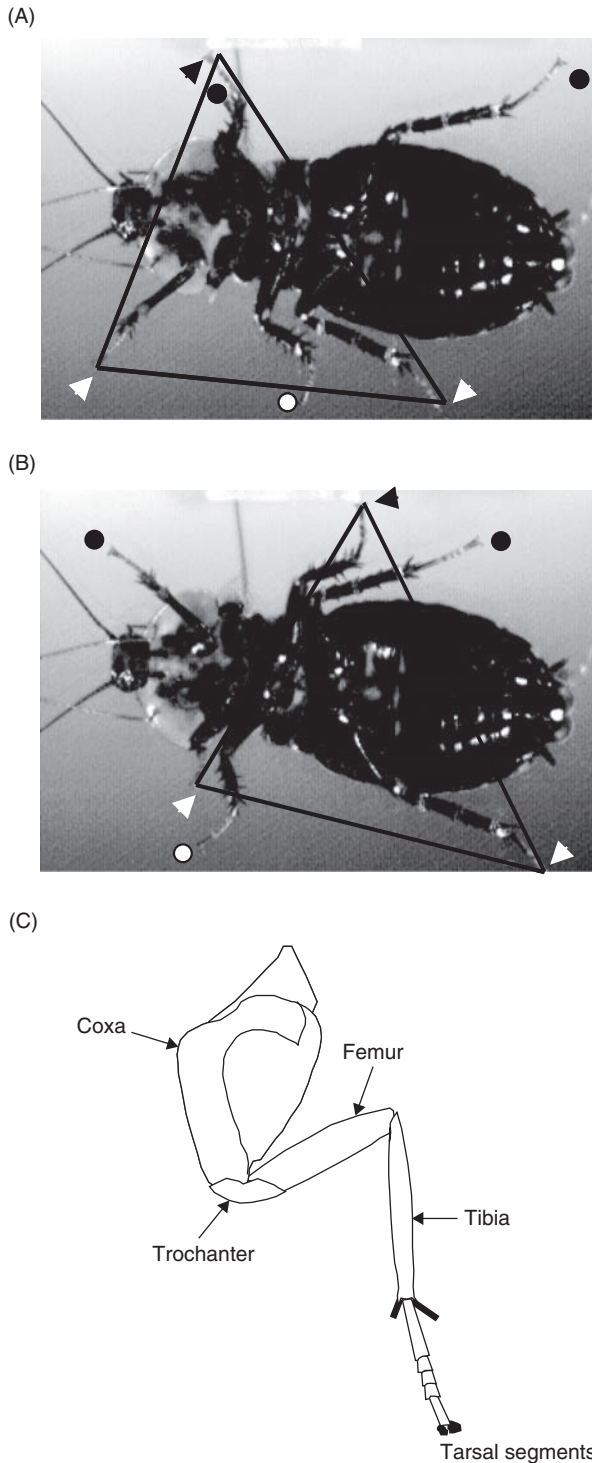 (A)
(B)
(C)
Coxa
Femur
Trochanter
Tibia
Tarsal segments